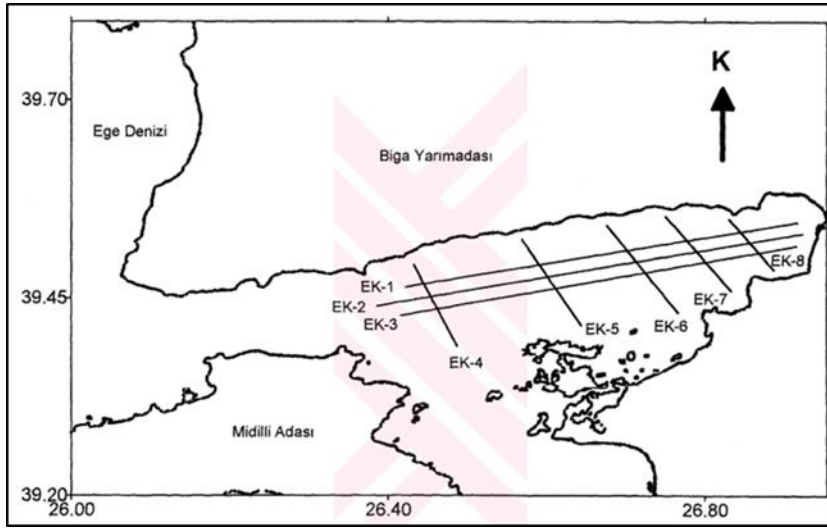 K
39.70
Ege Denizi
Biga Yarımadası
EK-8
EK-1
39.45
EK-2
EK-7
EK-3
EK-6
EK-5
EK-4
Midilli Adası
39.20
26.00
26.40
26.80